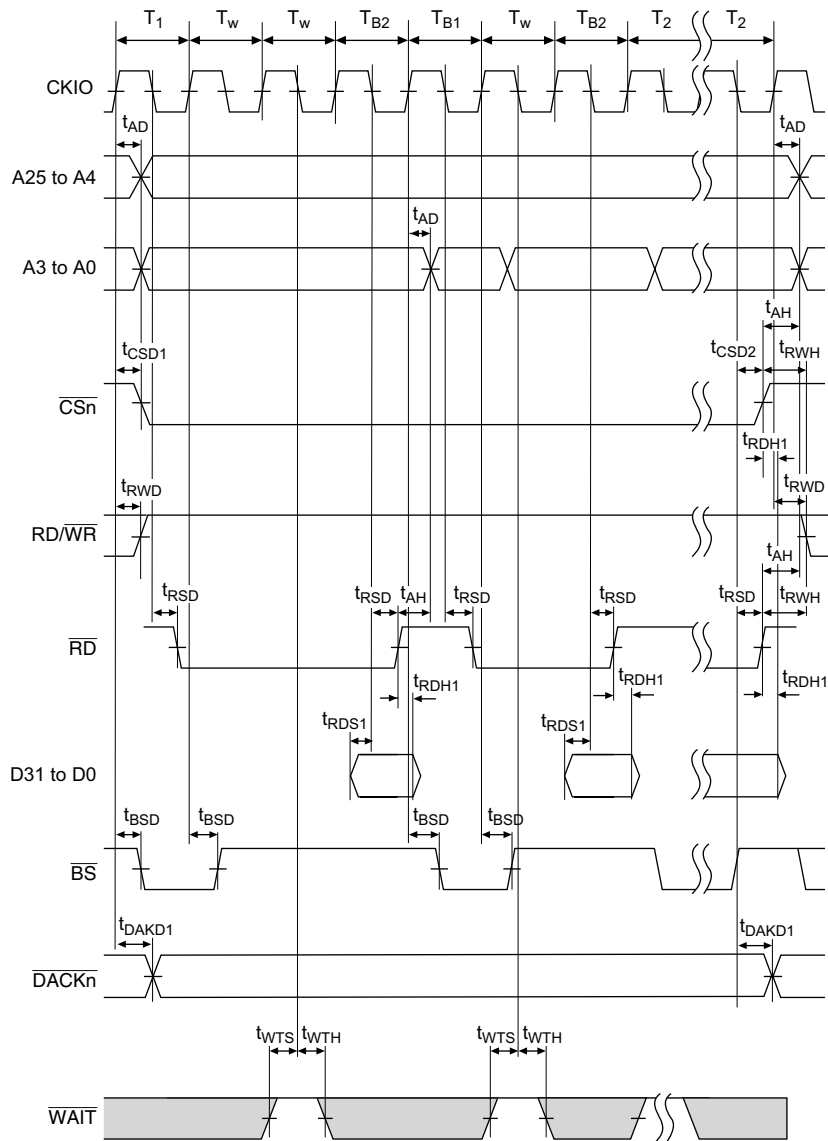 T1 Tw Tw TB2 TB1 Tw TB2 T2 T2
CKIO
tAD tAD
A25 to A4
tAD
A3 to A0
tAH
tCSD1 tCSD2 tRWH
CSn
tRDH1
tRWD tRWD
RD/WR
tAH
tRSD tRSD tAH tRSD tRSD tRSD tRWH
RD
tRDH1 tRDH1 tRDH1
tRDS1 tRDS1
D31 to D0
tBSD tBSD tBSD tBSD
BS
tDAKD1 tDAKD1
DACKn
tWTS tWTH tWTS tWTH
WAIT